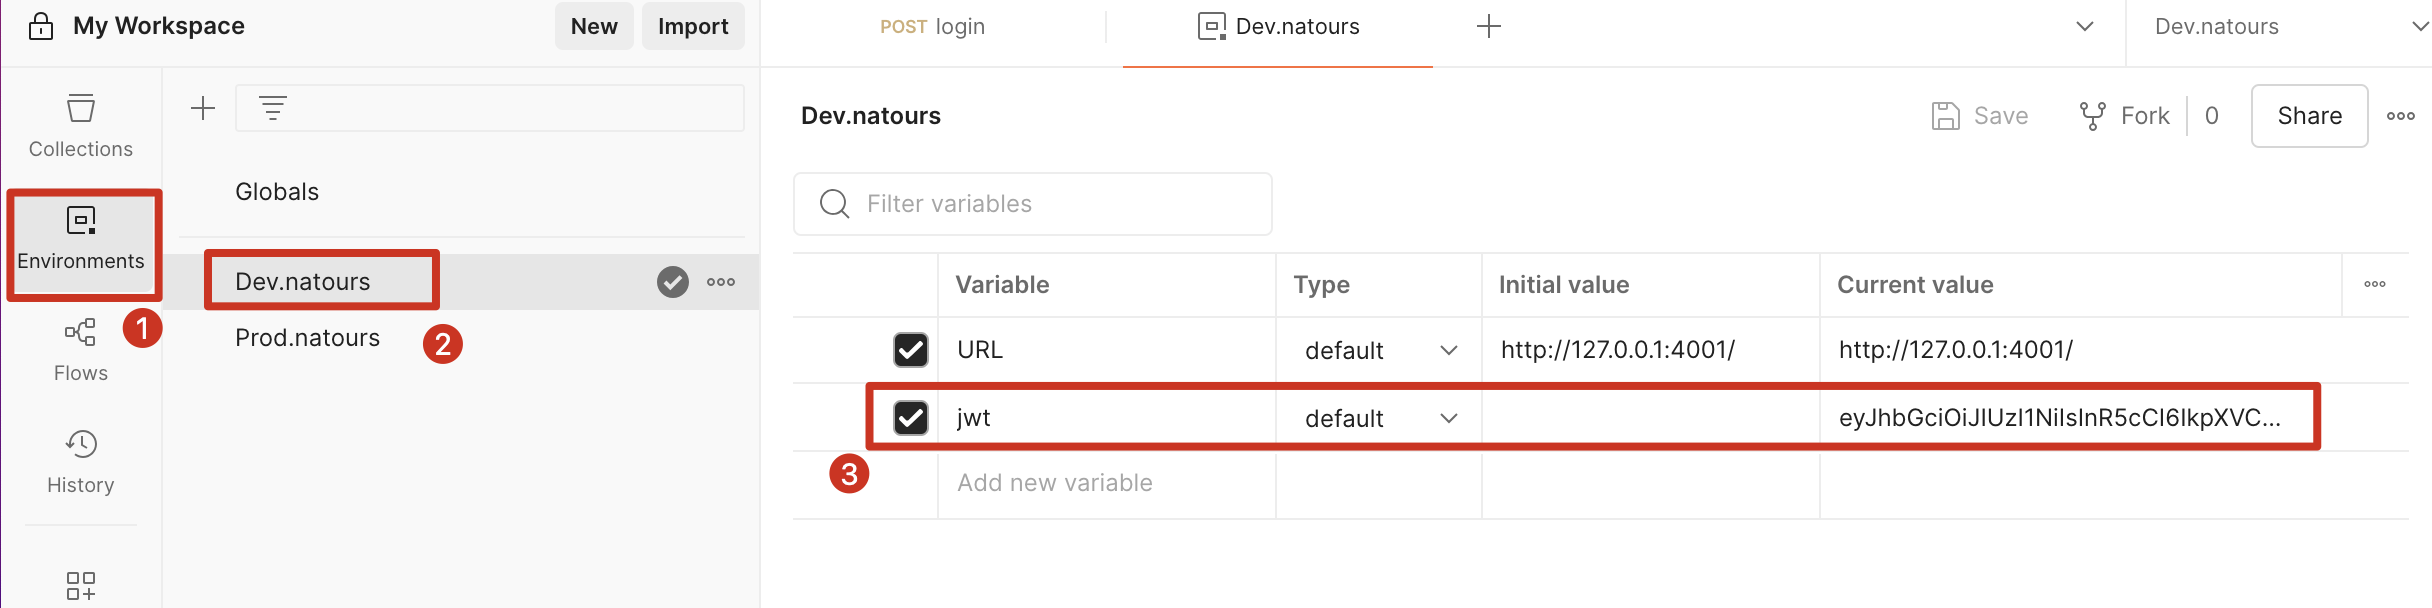 My Workspace
New
Import
POST login
Dev.natours
Dev.natours
Collections
Environments
1
Flows
History
Globals
Dev.natours
Prod.natours
2
Dev.natours
Save
Fork
0
Share
Filter variables
Variable Type Initial value Current value
URL default http://127.0.0.1:4001/ http://127.0.0.1:4001/
jwt default eyJhbGciOiJIUzI1NiIsInR5cCI6IkpXVC...
3
Add new variable